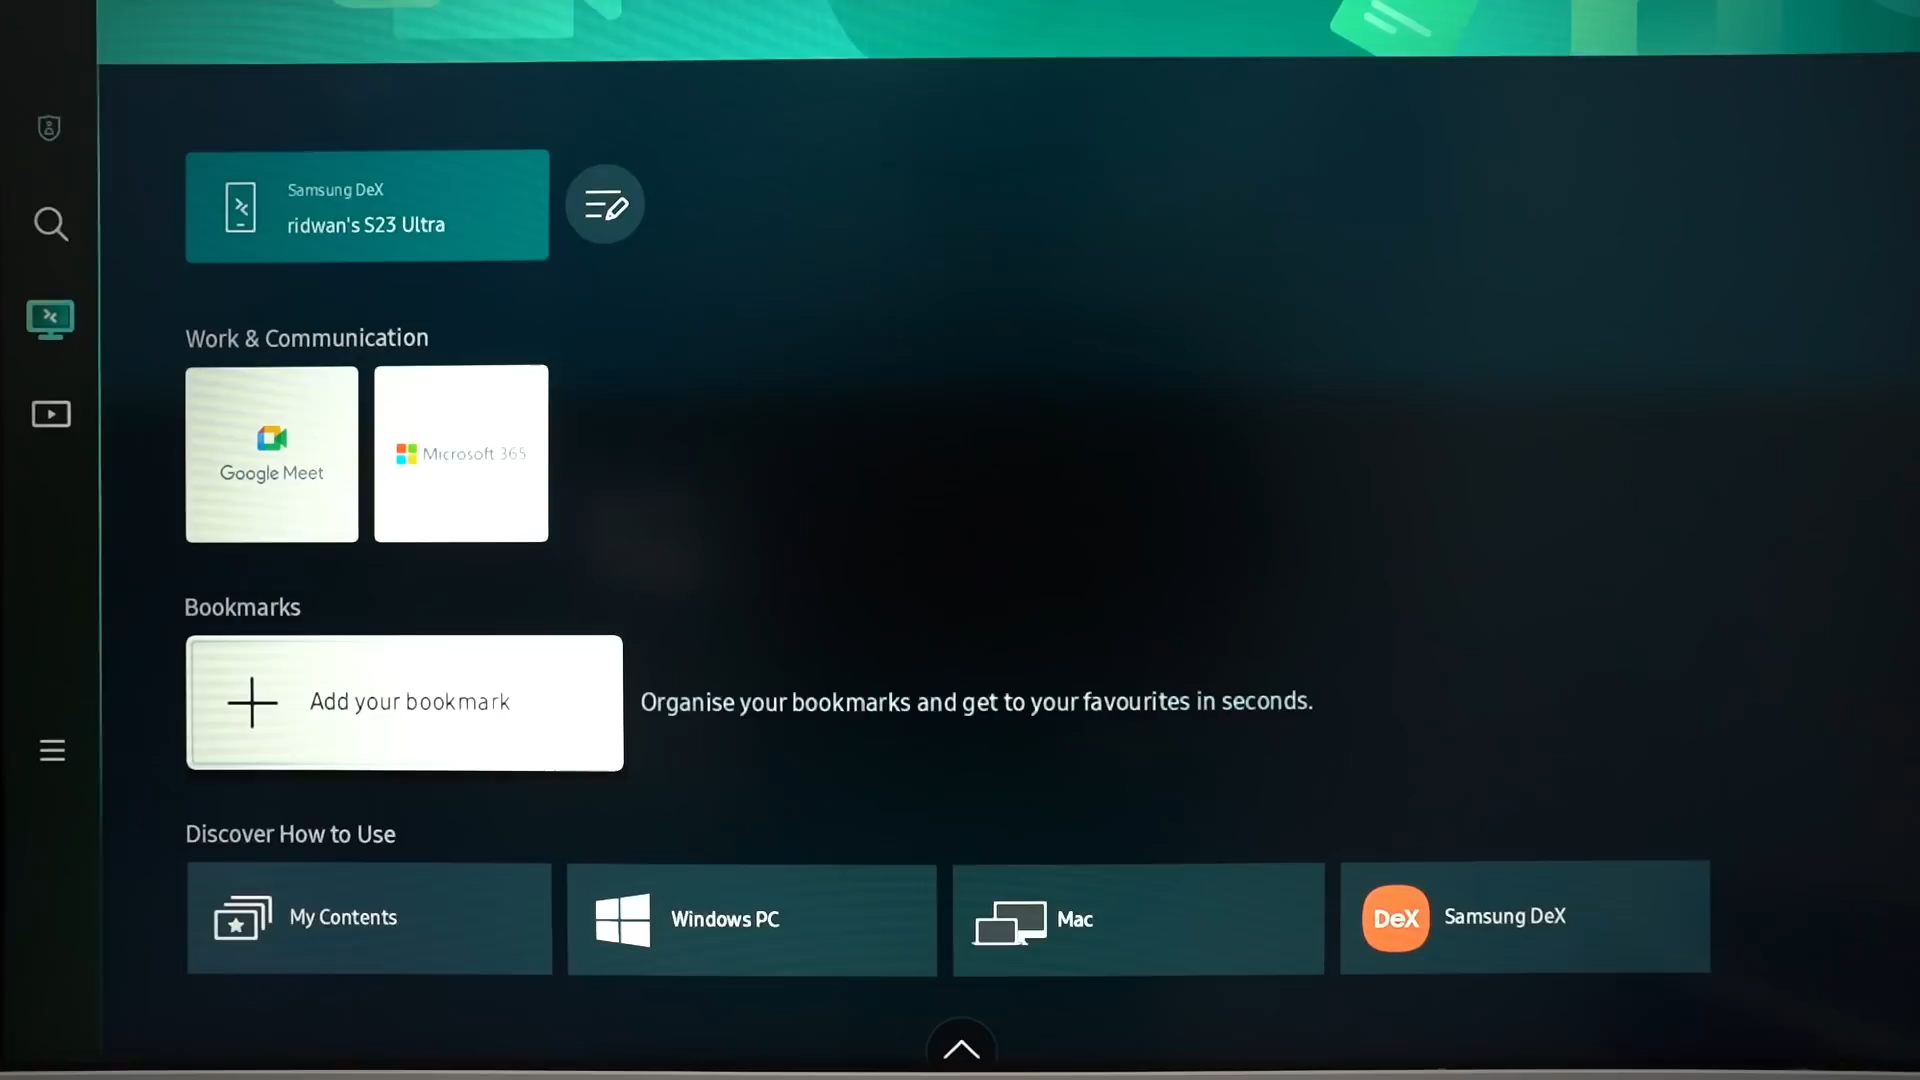 Samsung DeX
ridwan's S23 Ultra
Work & Communication
Google Meet
Microsoft 365
Bookmarks
Add your bookmark
Organise your bookmarks and get to your favourites in seconds.
Discover How to Use
My Contents
Windows PC
Mac
DeX
Samsung DeX